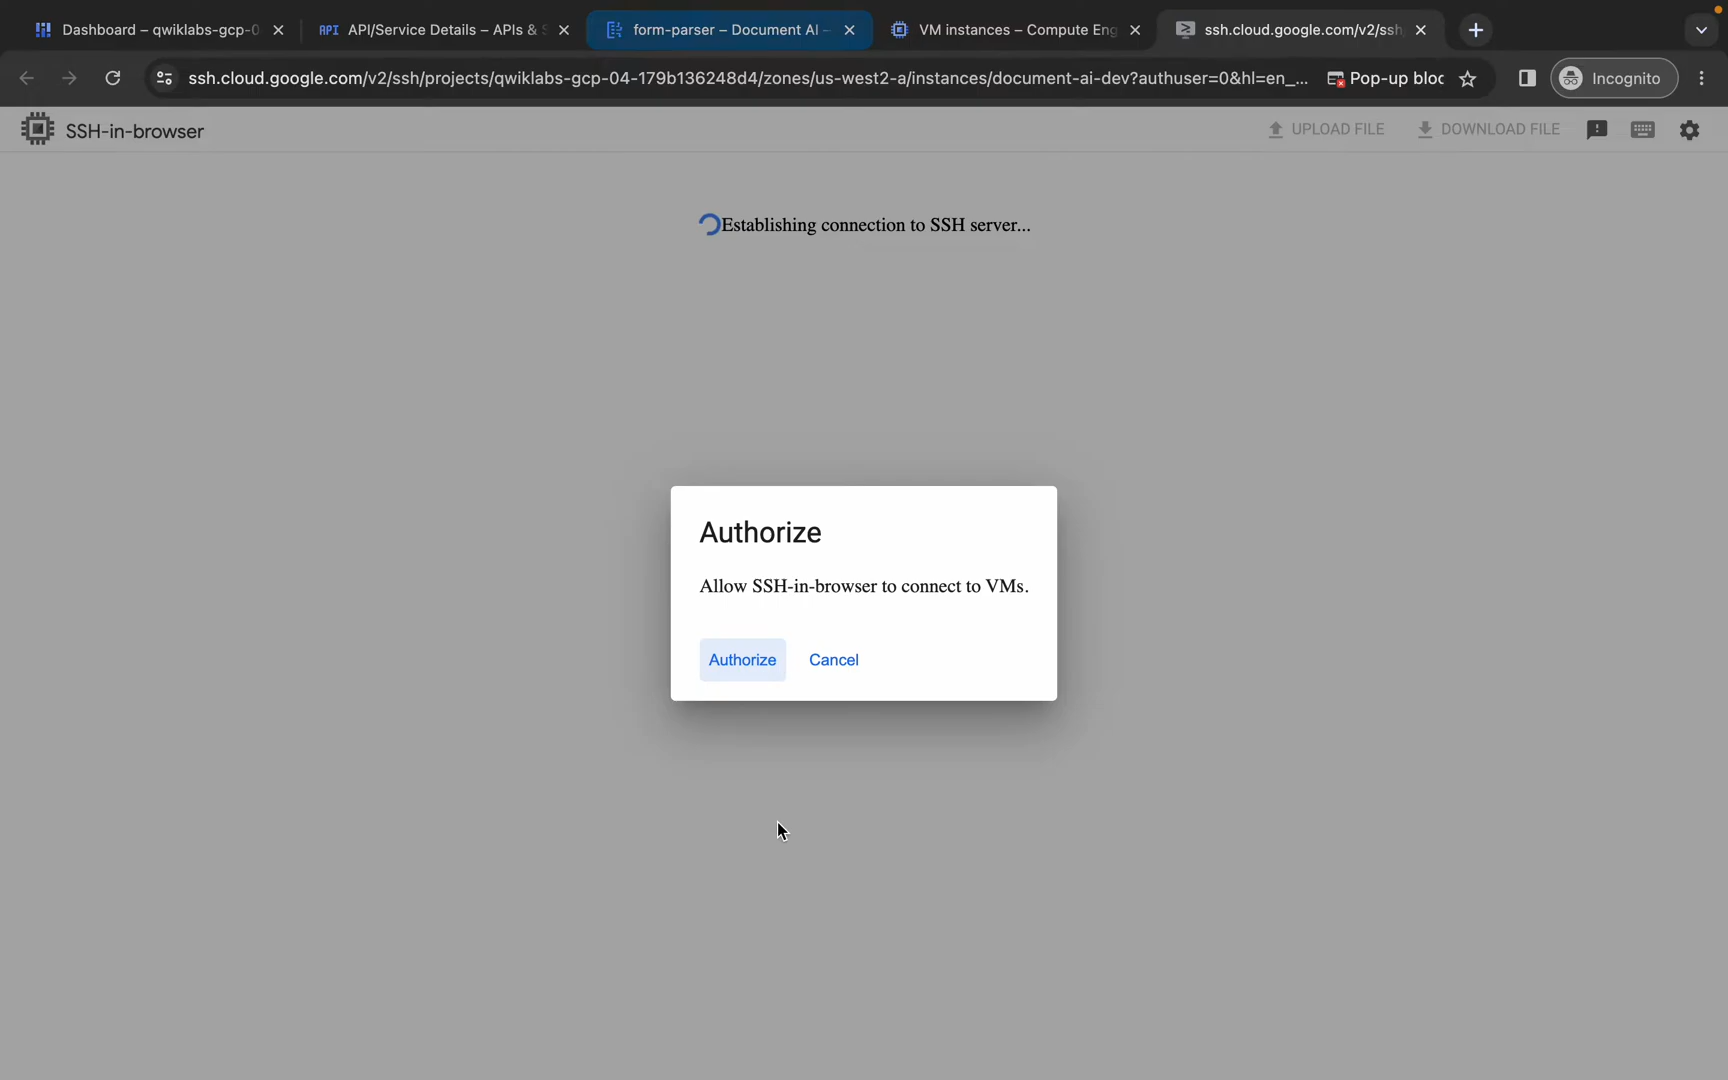 Dashboard – qwiklabs-gcp-0
API API/Service Details – APIs & S
form-parser – Document AI –
VM instances – Compute Eng
ssh.cloud.google.com/v2/ssh
ssh.cloud.google.com/v2/ssh/projects/qwiklabs-gcp-04-179b136248d4/zones/us-west2-a/instances/document-ai-dev?authuser=0&hl=en_...
Pop-up bloc
Incognito
SSH-in-browser
UPLOAD FILE
DOWNLOAD FILE
Establishing connection to SSH server...
Authorize
Allow SSH-in-browser to connect to VMs.
Authorize
Cancel